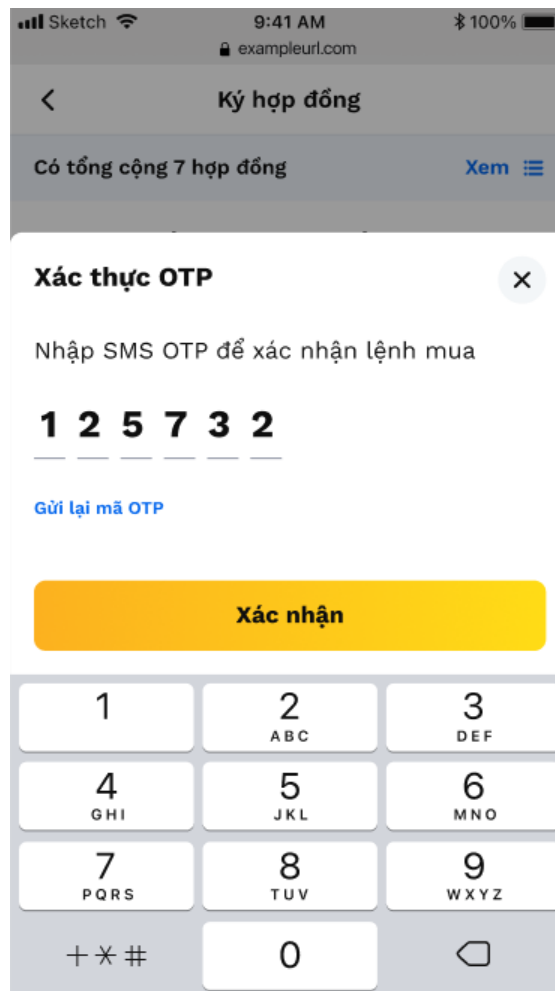 Sketch 9:41 AM 100%
exampleurl.com
Ký hợp đồng
Có tổng cộng 7 hợp đồng Xem
Xác thực OTP
Nhập SMS OTP để xác nhận lệnh mua
1 2 5 7 3 2
Gửi lại mã OTP
Xác nhận
1 2 3
ABC DEF
4 5 6
GHI JKL MNO
7 8 9
PQRS TUV WXYZ
+*# 0